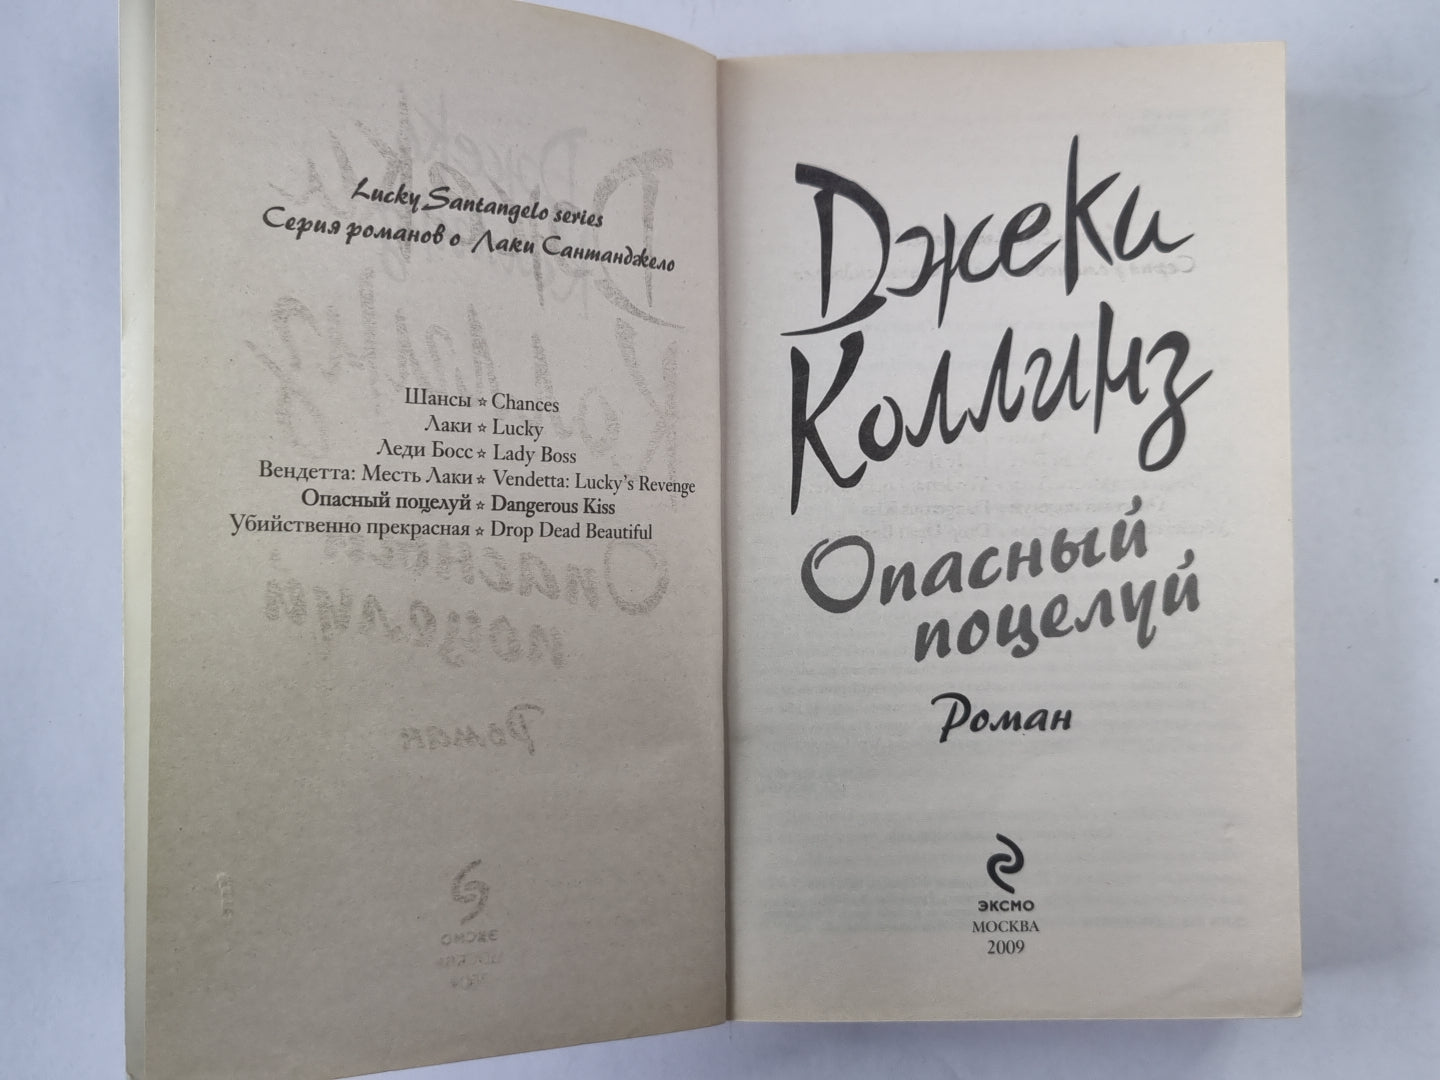 Lucky Santangelo series
Серия романов о Лаки Сантанджело
Шансы ☆ Chances
Лаки ☆ Lucky
Леди Босс ☆ Lady Boss
Вендетта: Месть Лаки ☆ Vendetta: Lucky's Revenge
Опасный поцелуй ☆ Dangerous Kiss
Убийственно прекрасная ☆ Drop Dead Beautiful
Джеки
Коллинз
Опасный
поцелуй
Роман
ЭКСМО
МОСКВА
2009